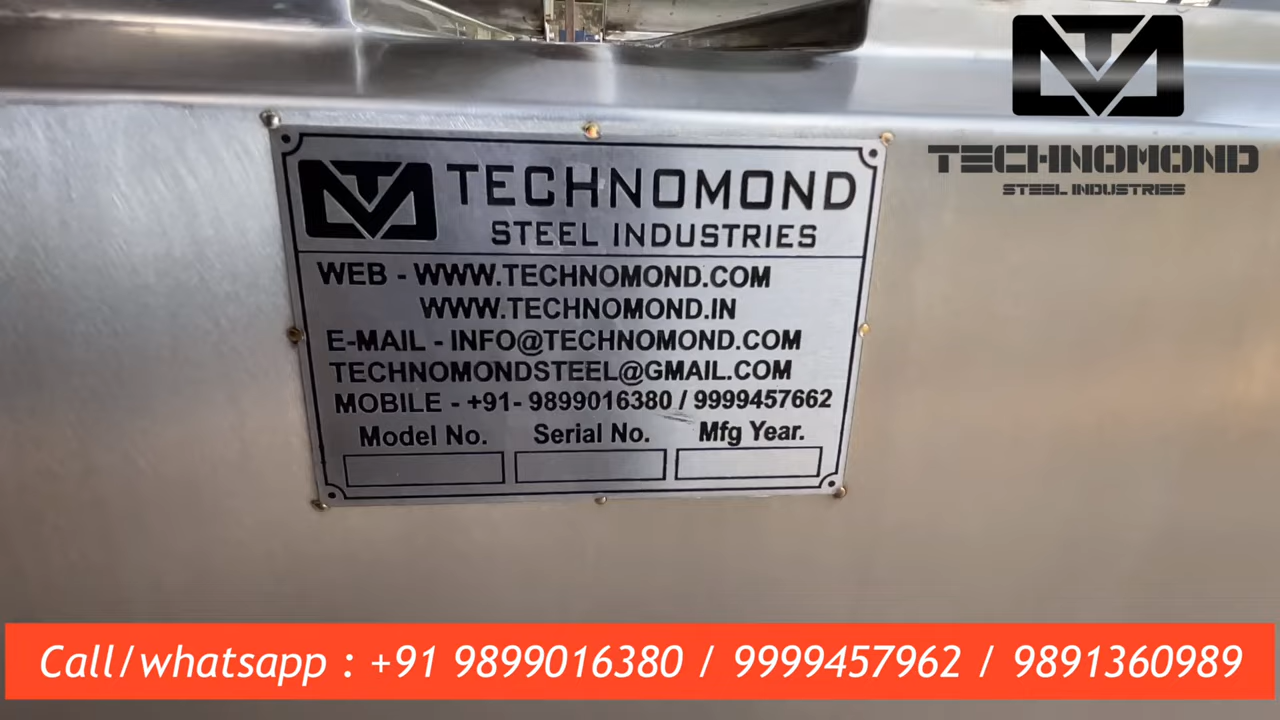 TECHNOMOND
STEEL INDUSTRIES
TECHNOMOND
STEEL INDUSTRIES
WEB - WWW.TECHNOMOND.COM
WWW.TECHNOMOND.IN
E-MAIL - INFO@TECHNOMOND.COM
TECHNOMONDSTEEL@GMAIL.COM
MOBILE - +91- 9899016380 / 9999457662
Model No. Serial No. Mfg Year.
Call/whatsapp : +91 9899016380 / 9999457962 / 9891360989